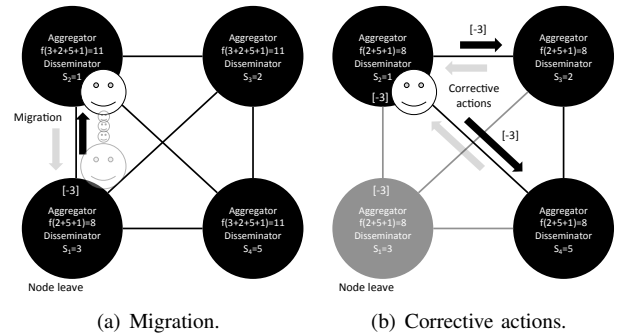 Aggregator
f(3+2+5+1)=11
Disseminator
S2=1
Aggregator
f(3+2+5+1)=11
Disseminator
S3=2
Migration
[-3]
Aggregator
f(2+5+1)=8
Disseminator
S1=3
Aggregator
f(3+2+5+1)=11
Disseminator
S4=5
Node leave
(a) Migration.
Aggregator
f(2+5+1)=8
Disseminator
S2=1
[-3]
[-3]
Aggregator
f(2+5+1)=8
Disseminator
S3=2
Corrective
actions
[-3]
[-3]
Aggregator
f(2+5+1)=8
Disseminator
S1=3
Aggregator
f(2+5+1)=8
Disseminator
S4=5
Node leave
(b) Corrective actions.